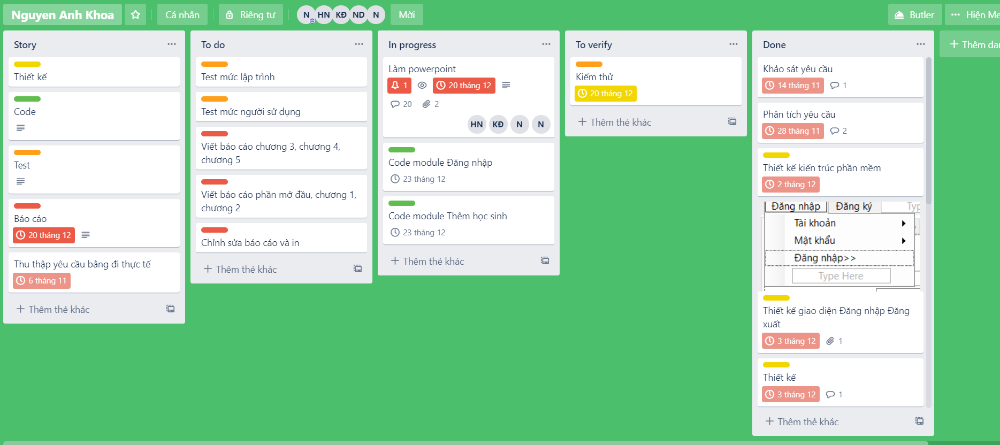 Nguyen Anh Khoa
Cá nhân
Riêng tư
N HN KĐ ND N
Mời
Butler
Hiện Me
Story
Thiết kế
Code
Test
Báo cáo
20 tháng 12
Thu thập yêu cầu bằng đi thực tế
6 tháng 11
Thêm thẻ khác
To do
Test mức lập trình
Test mức người sử dụng
Viết báo cáo chương 3, chương 4,
chương 5
Viết báo cáo phần mở đầu, chương 1,
chương 2
Chỉnh sửa báo cáo và in
Thêm thẻ khác
In progress
Làm powerpoint
1 20 tháng 12
20 2
HN KĐ N N
Code module Đăng nhập
23 tháng 12
Code module Thêm học sinh
23 tháng 12
Thêm thẻ khác
To verify
Kiểm thử
20 tháng 12
Thêm thẻ khác
Done
Khảo sát yêu cầu
14 tháng 11 1
Phân tích yêu cầu
28 tháng 11 2
Thiết kế kiến trúc phần mềm
2 tháng 12
Đăng nhập Đăng ký Typ
Tài khoản
Mật khẩu
Đăng nhập>>
Type Here
Thiết kế giao diện Đăng nhập Đăng
xuất
3 tháng 12 1
Thiết kế
3 tháng 12 1
Thêm thẻ khác
Thêm dan